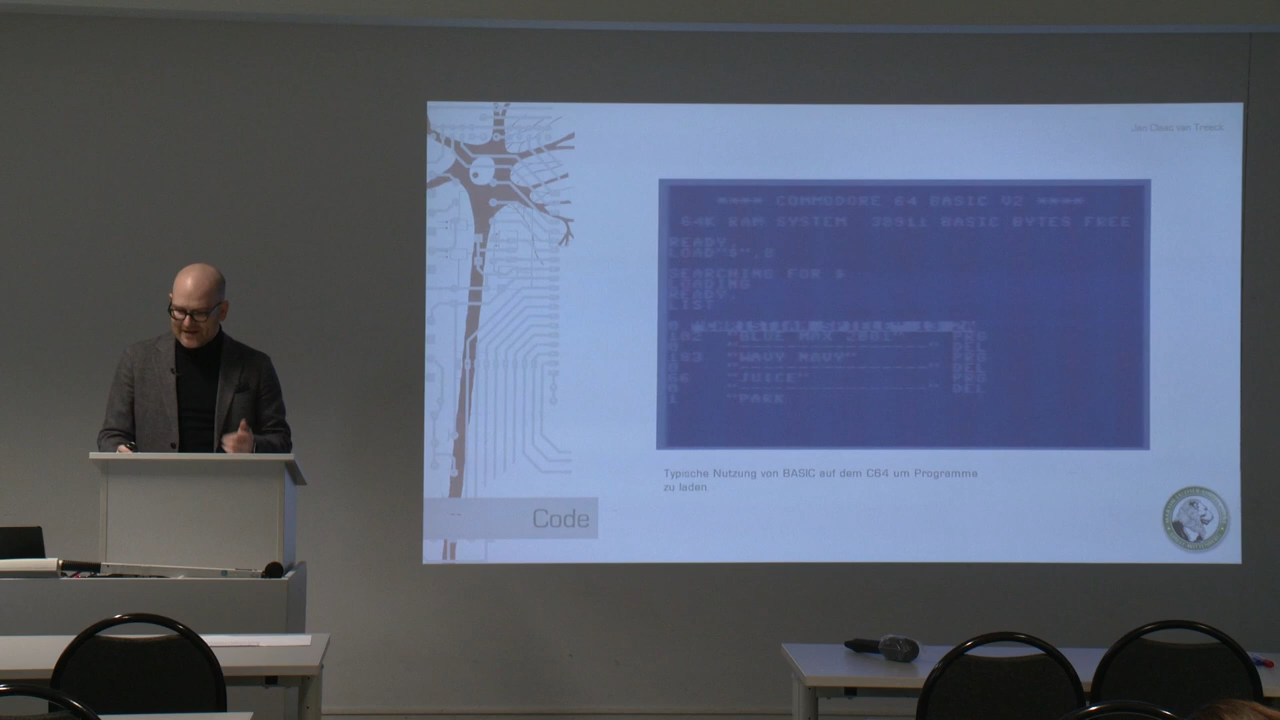 Jan Claas van Treeck
**** COMMODORE 64 BASIC V2 ****
64K RAM SYSTEM 38911 BASIC BYTES FREE
READY.
LOAD"$",8
SEARCHING FOR $
LOADING
READY.
LIST
"BLUE MAX 2001"
"WAVY NAVY"
"JUICE"
"PARK
Typische Nutzung von BASIC auf dem C64 um Programme
zu laden.
Code